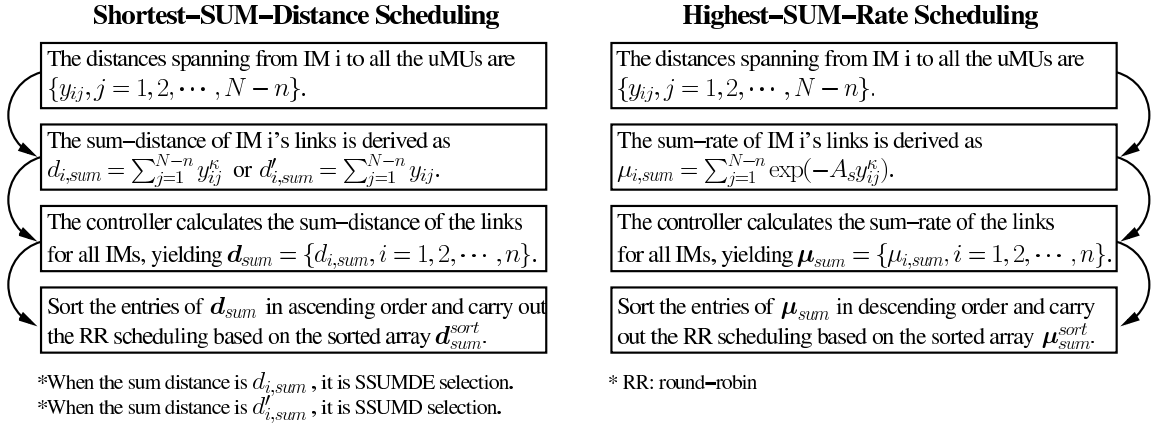 Shortest−SUM−Distance Scheduling
The distances spanning from IM i to all the uMUs are
{y_{ij}, j = 1, 2, ⋯ , N − n}.
The sum−distance of IM i's links is derived as
d_{i,sum} = ∑_{j=1}^{N−n} y_{ij}^κ or d′_{i,sum} = ∑_{j=1}^{N−n} y_{ij}.
The controller calculates the sum−distance of the links
for all IMs, yielding d_{sum} = {d_{i,sum}, i = 1, 2, ⋯ , n}.
Sort the entries of d_{sum} in ascending order and carry out
the RR scheduling based on the sorted array d_{sum}^{sort}.
*When the sum distance is d_{i,sum} , it is SSUMDE selection.
*When the sum distance is d′_{i,sum} , it is SSUMD selection.
Highest−SUM−Rate Scheduling
The distances spanning from IM i to all the uMUs are
{y_{ij}, j = 1, 2, ⋯ , N − n}.
The sum−rate of IM i's links is derived as
μ_{i,sum} = ∑_{j=1}^{N−n} exp(−A_s y_{ij}^κ).
The controller calculates the sum−rate of the links
for all IMs, yielding μ_{sum} = {μ_{i,sum}, i = 1, 2, ⋯ , n}.
Sort the entries of μ_{sum} in descending order and carry
out the RR scheduling based on the sorted array μ_{sum}^{sort}.
* RR: round−robin